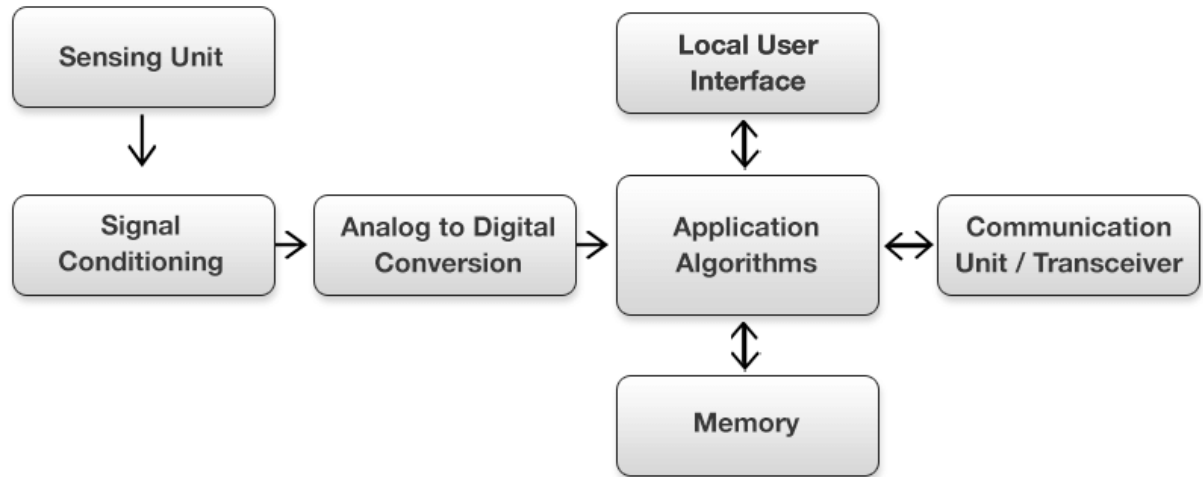 Sensing Unit
Local User
Interface
Signal
Conditioning
Analog to Digital
Conversion
Application
Algorithms
Communication
Unit / Transceiver
Memory